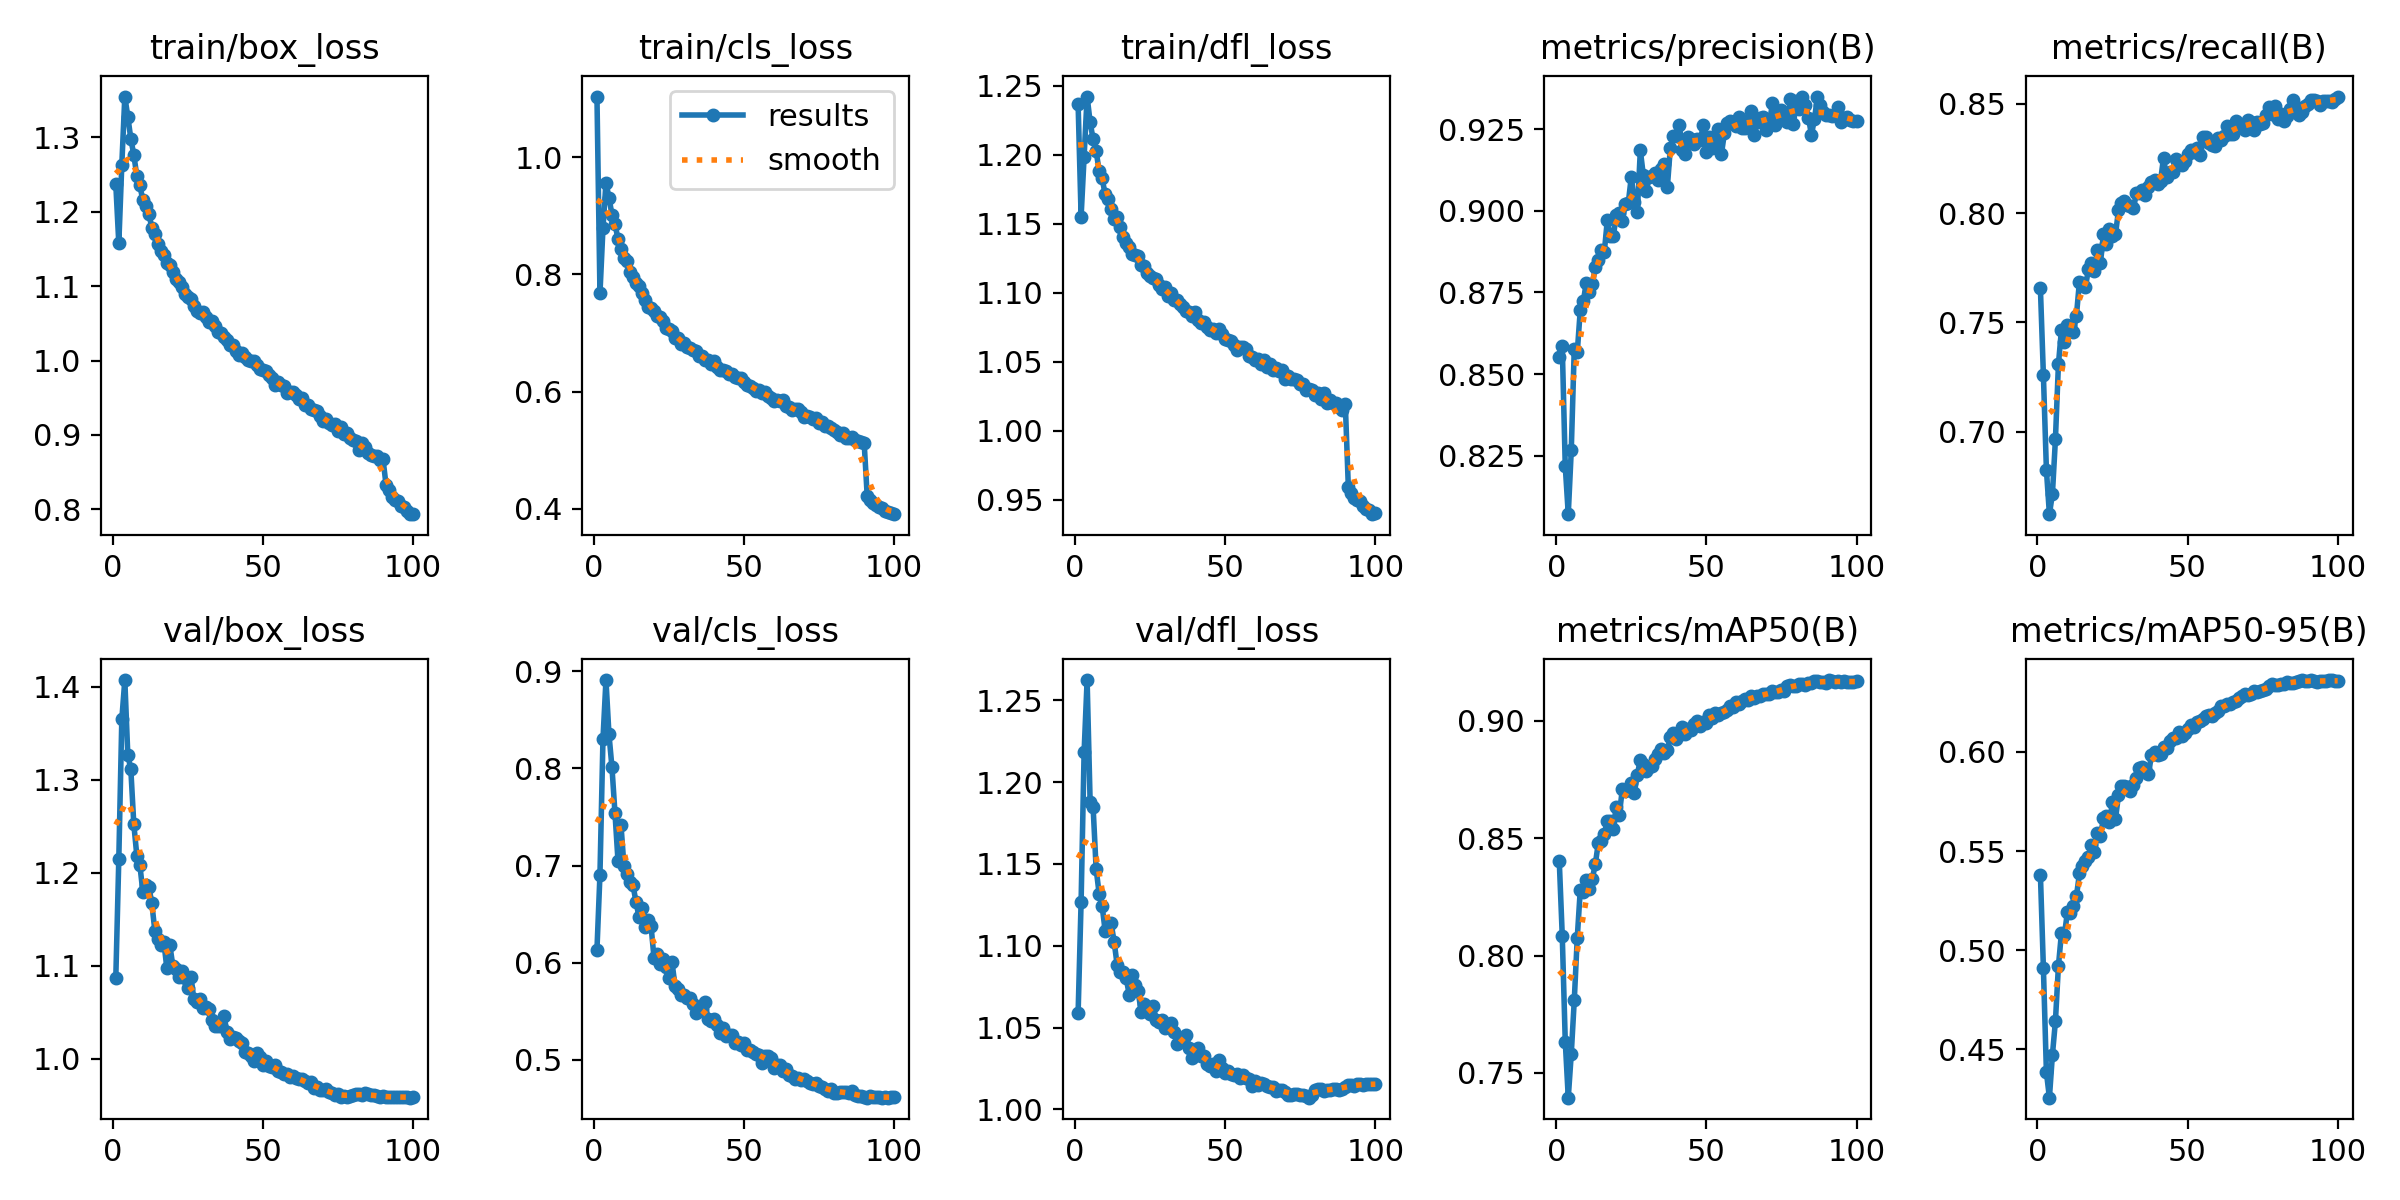 train/box_loss
1.3
1.2
1.1
1.0
0.9
0.8
0 50 100
train/cls_loss
results
smooth
1.0
0.8
0.6
0.4
0 50 100
train/dfl_loss
1.25
1.20
1.15
1.10
1.05
1.00
0.95
0 50 100
metrics/precision(B)
0.925
0.900
0.875
0.850
0.825
0 50 100
metrics/recall(B)
0.85
0.80
0.75
0.70
0 50 100
val/box_loss
1.4
1.3
1.2
1.1
1.0
0 50 100
val/cls_loss
0.9
0.8
0.7
0.6
0.5
0 50 100
val/dfl_loss
1.25
1.20
1.15
1.10
1.05
1.00
0 50 100
metrics/mAP50(B)
0.90
0.85
0.80
0.75
0 50 100
metrics/mAP50-95(B)
0.60
0.55
0.50
0.45
0 50 100